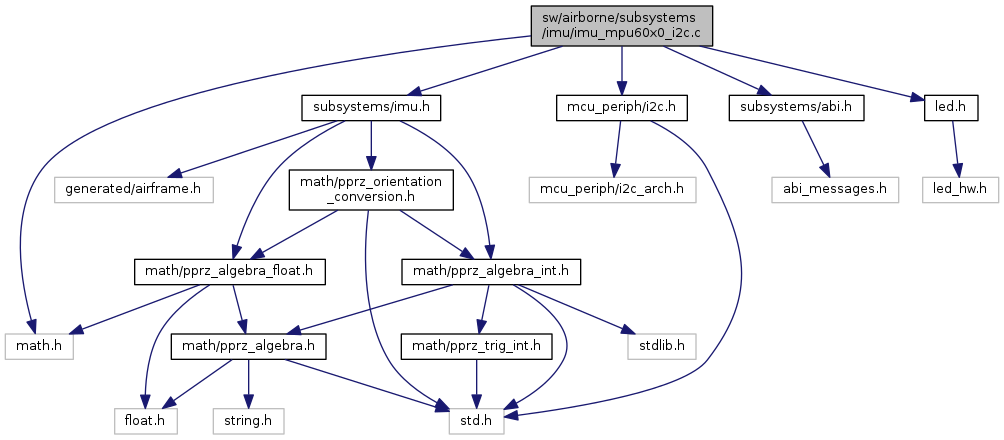 sw/airborne/subsystems
/imu/imu_mpu60x0_i2c.c
subsystems/imu.h
mcu_periph/i2c.h
subsystems/abi.h
led.h
generated/airframe.h
math/pprz_orientation
_conversion.h
mcu_periph/i2c_arch.h
abi_messages.h
led_hw.h
math/pprz_algebra_float.h
math/pprz_algebra_int.h
math.h
math/pprz_algebra.h
math/pprz_trig_int.h
stdlib.h
float.h
string.h
std.h